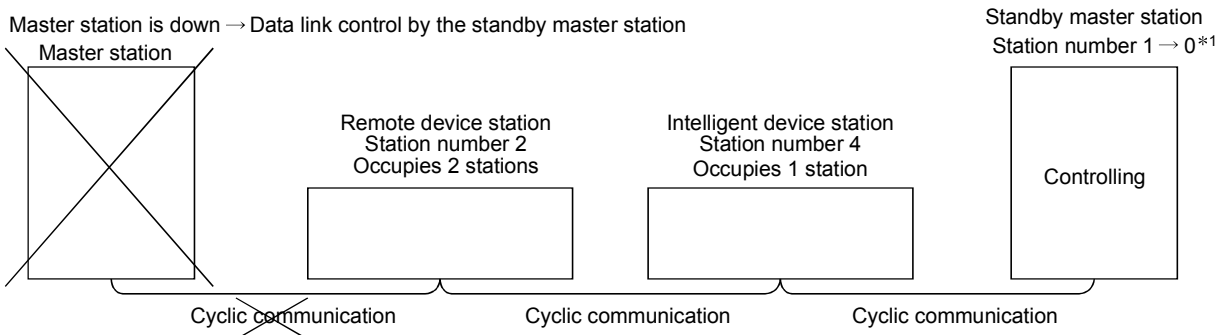 Master station is down → Data link control by the standby master station
Master station
Standby master station
Station number 1 → 0*1
Remote device station
Station number 2
Occupies 2 stations
Intelligent device station
Station number 4
Occupies 1 station
Controlling
Cyclic communication
Cyclic communication
Cyclic communication